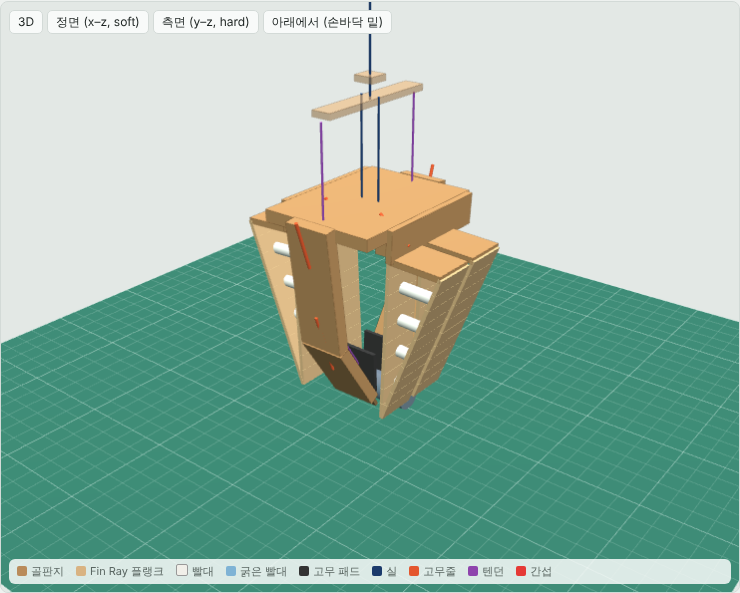 3D 정면 (x–z, soft) 측면 (y–z, hard) 아래에서 (손바닥 밑)
골판지 Fin Ray 플랭크 빨대 굵은 빨대 고무 패드 실 고무줄 텐던 간섭